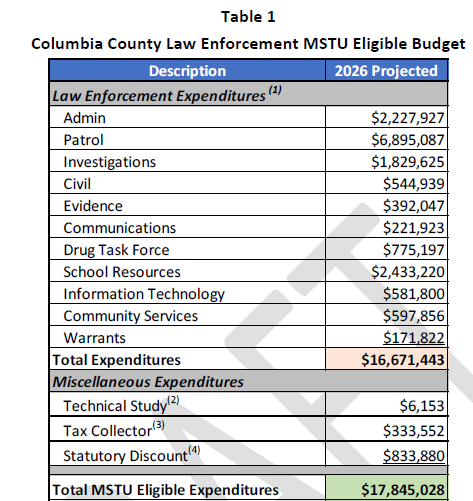 Table 1
Columbia County Law Enforcement MSTU Eligible Budget
Description 2026 Projected
Law Enforcement Expenditures (1)
Admin $2,227,927
Patrol $6,895,087
Investigations $1,829,625
Civil $544,939
Evidence $392,047
Communications $221,923
Drug Task Force $775,197
School Resources $2,433,220
Information Technology $581,800
Community Services $597,856
Warrants $171,822
Total Expenditures $16,671,443
Miscellaneous Expenditures
Technical Study(2) $6,153
Tax Collector(3) $333,552
Statutory Discount(4) $833,880
Total MSTU Eligible Expenditures $17,845,028